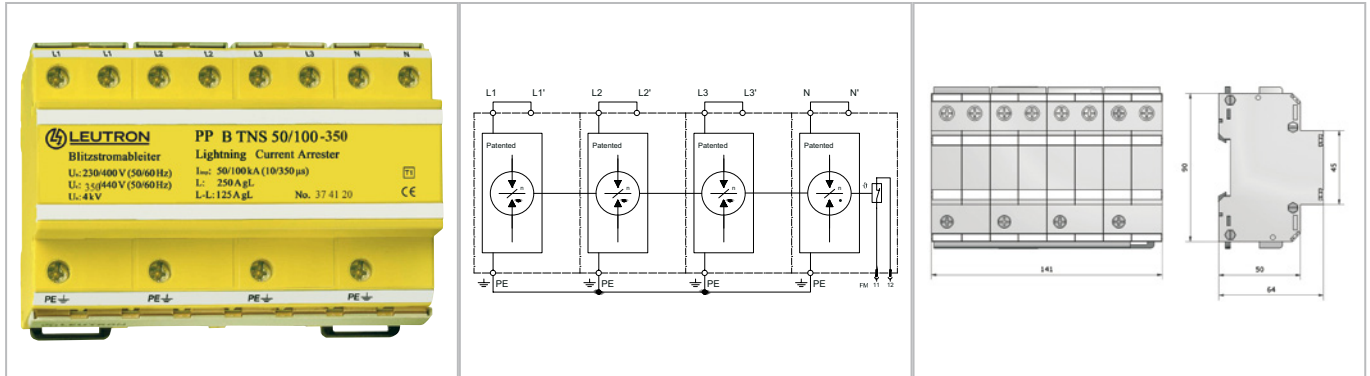 L1 L1 L2 L2 L3 L3 N N
LEUTRON
Blitzstromableiter
Uₙ: 230/400 V (50/60 Hz)
U꜀: 350/440 V (50/60 Hz)
Uₚ: 4 kV
PP B TNS 50/100-350
Lightning Current Arrester
Iᵢₘₚ: 50/100 kA (10/350 µs)
L: 250 A gL
L-L: 125 A gL No. 37 41 20
T1
CE
PE PE PE PE
L1 L1' L2 L2' L3 L3' N N'
Patented Patented Patented Patented
n n n n
PE PE PE PE
FM 11 12
90
45
141
50
64